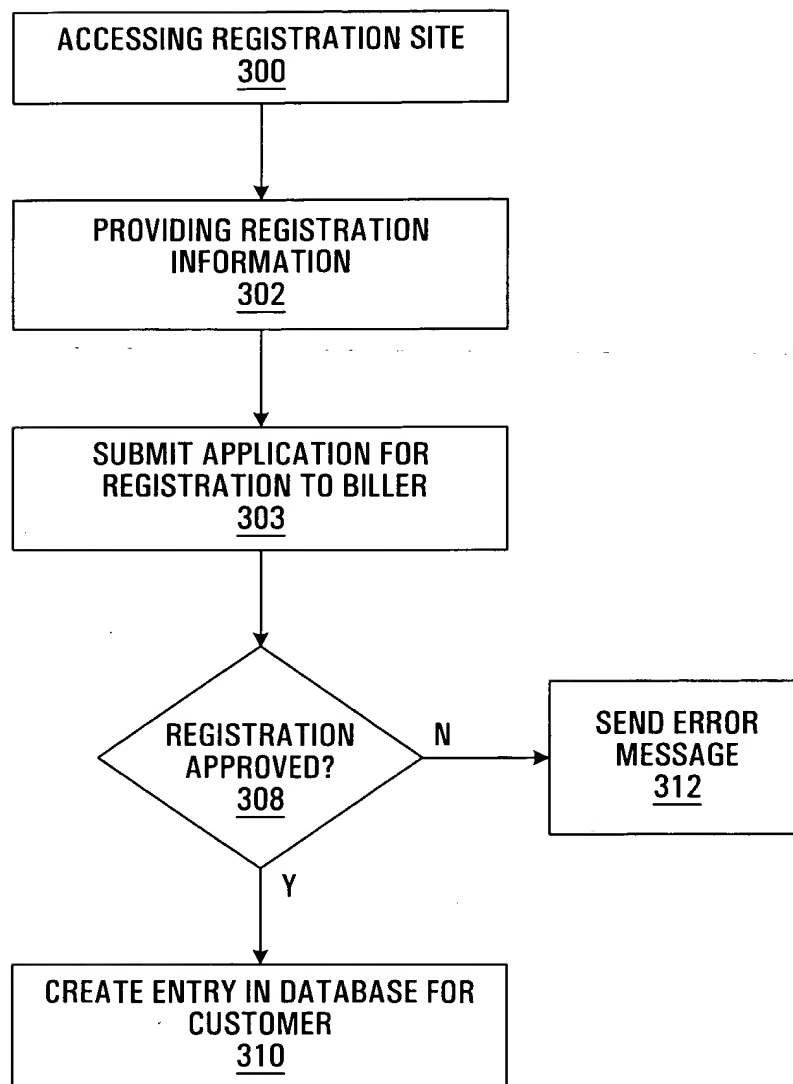 ACCESSING REGISTRATION SITE
300
PROVIDING REGISTRATION
INFORMATION
302
SUBMIT APPLICATION FOR
REGISTRATION TO BILLER
303
REGISTRATION
APPROVED?
308
N
SEND ERROR
MESSAGE
312
Y
CREATE ENTRY IN DATABASE FOR
CUSTOMER
310